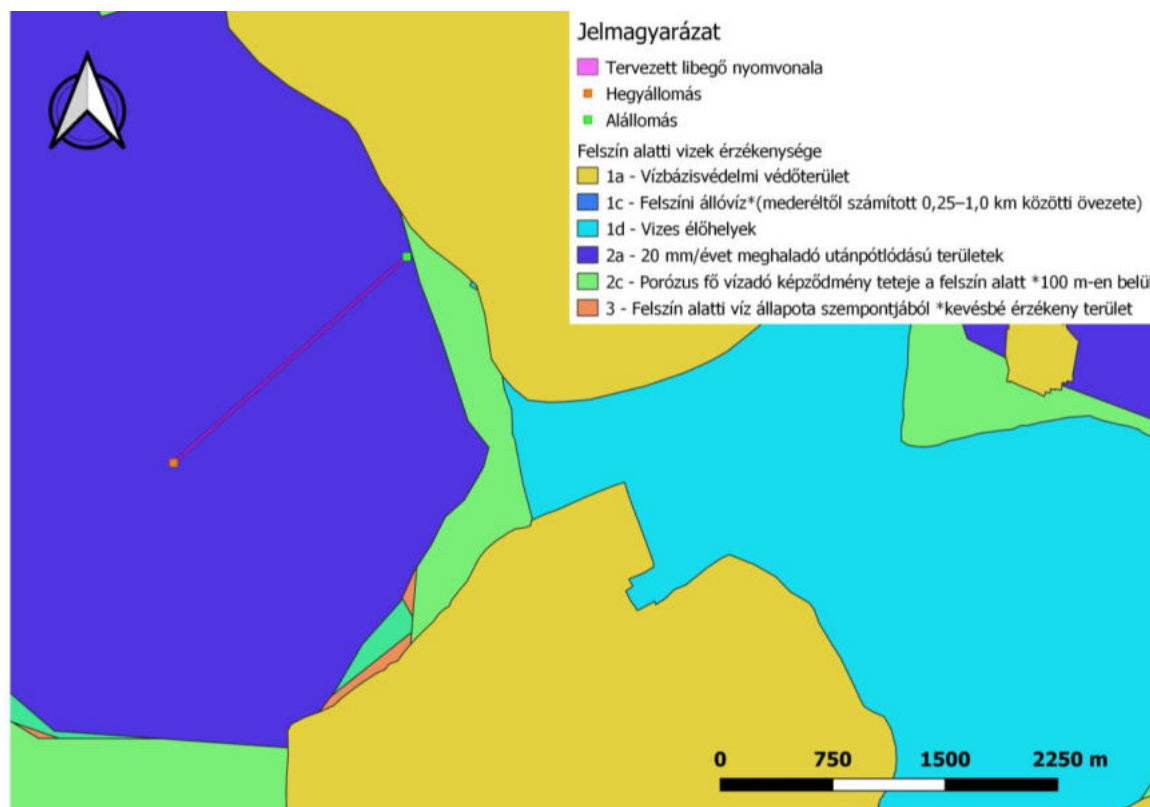 Jelmagyarázat
Tervezett libegő nyomvonala
Hegyállomás
Alállomás
Felszín alatti vizek érzékenysége
1a - Vízbázisvédelmi védőterület
1c - Felszíni állóvíz*(mederéltől számított 0,25–1,0 km közötti övezete)
1d - Vizes élőhelyek
2a - 20 mm/évet meghaladó utánpótlódású területek
2c - Porózus fő vízadó képződmény teteje a felszín alatt *100 m-en belül
3 - Felszín alatti víz állapota szempontjából *kevésbé érzékeny terület
0 750 1500 2250 m